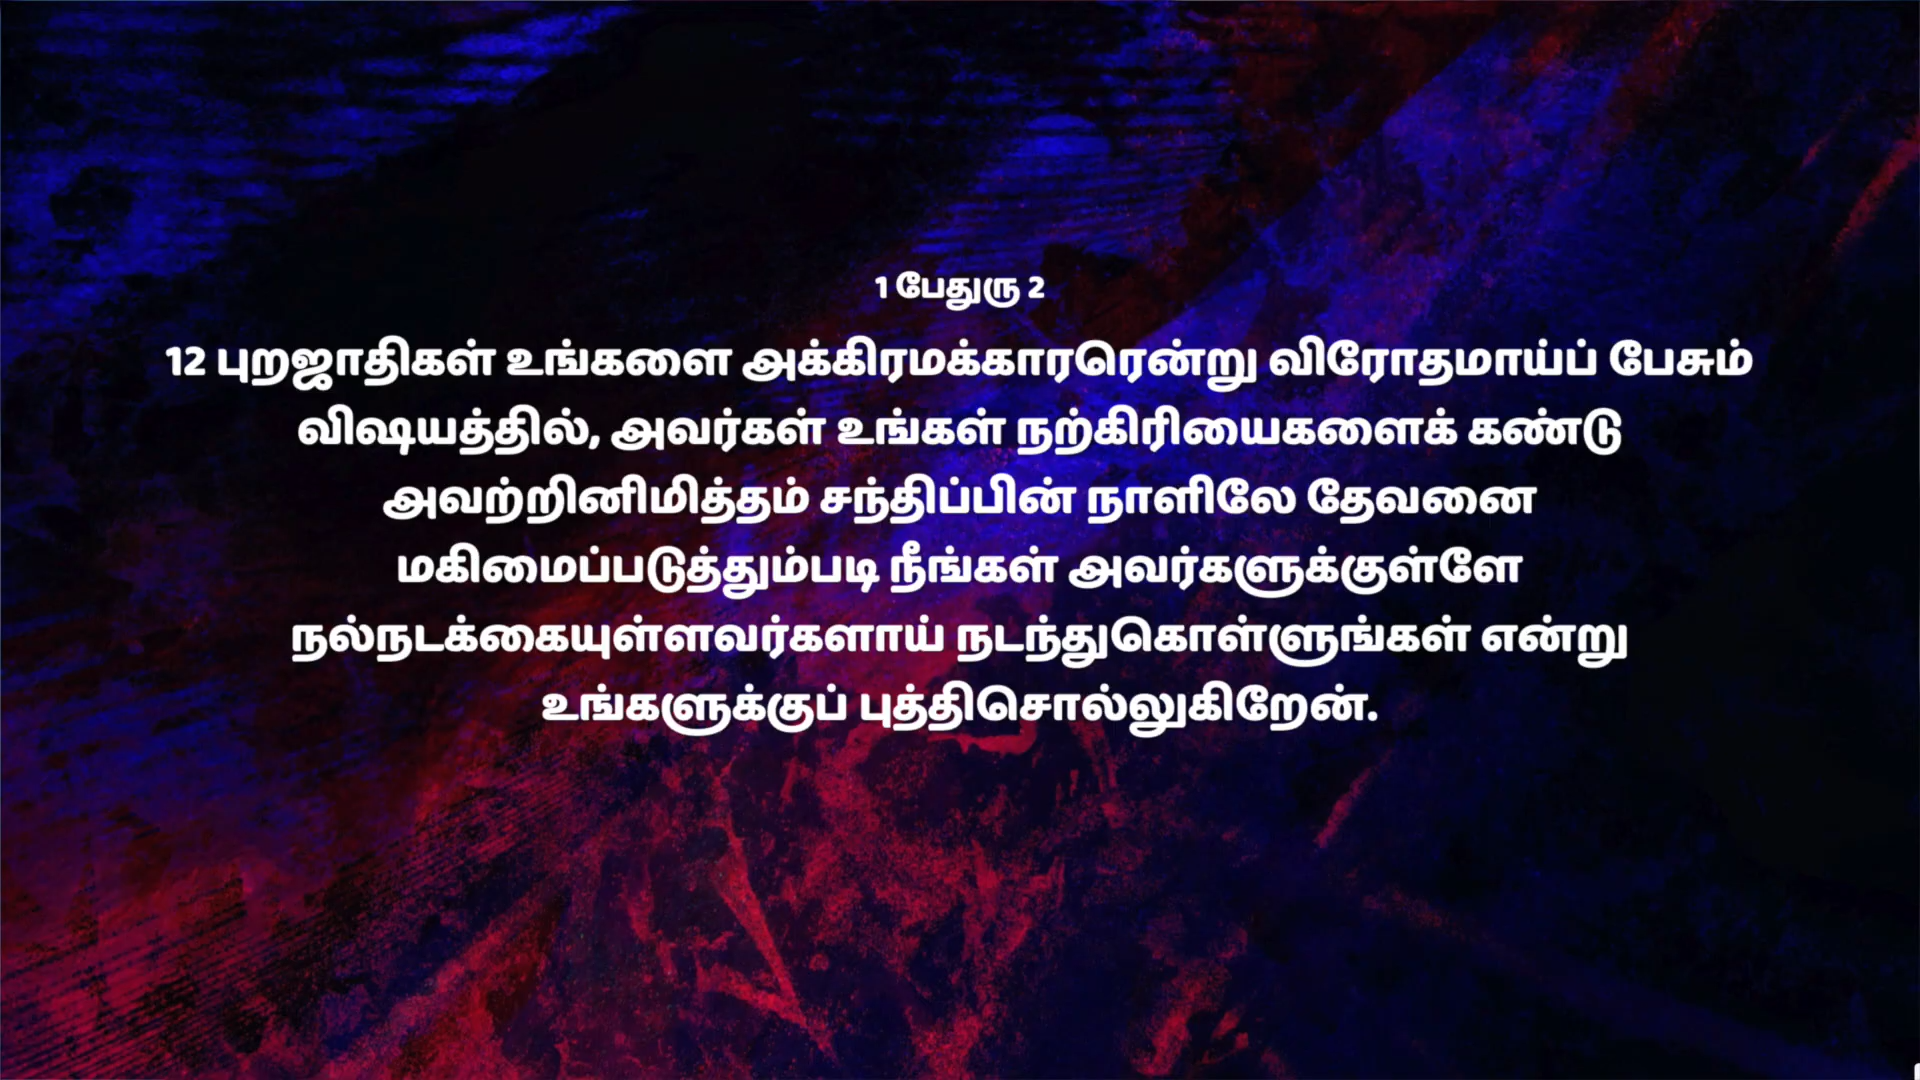 1 பேதுரு 2
12 புறஜாதிகள் உங்களை அக்கிரமக்காரரென்று விரோதமாய்ப் பேசும்
விஷயத்தில், அவர்கள் உங்கள் நற்கிரியைகளைக் கண்டு
அவற்றினிமித்தம் சந்திப்பின் நாளிலே தேவனை
மகிமைப்படுத்தும்படி நீங்கள் அவர்களுக்குள்ளே
நல்நடக்கையுள்ளவர்களாய் நடந்துகொள்ளுங்கள் என்று
உங்களுக்குப் புத்திசொல்லுகிறேன்.